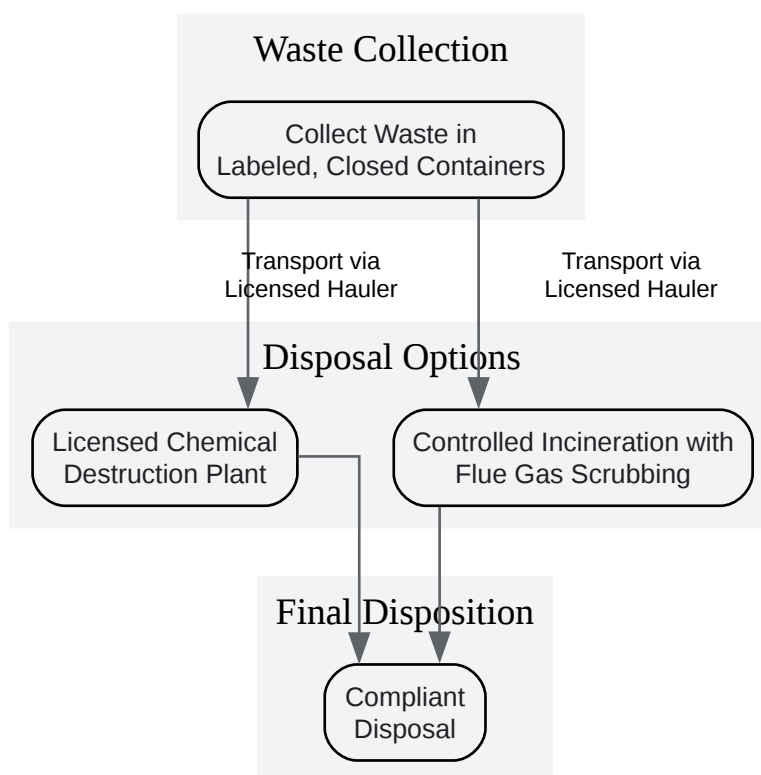 Waste Collection
Collect Waste in
Labeled, Closed Containers
Transport via
Licensed Hauler
Transport via
Licensed Hauler
Disposal Options
Licensed Chemical
Destruction Plant
Controlled Incineration with
Flue Gas Scrubbing
Final Disposition
Compliant
Disposal